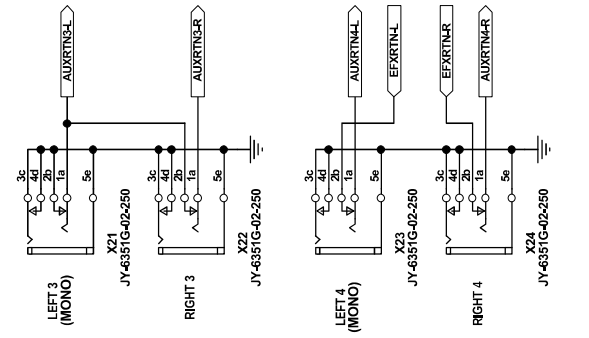 AUXRTN3-L
AUXRTN3-R
AUXRTN4-L
EFXRTN-L
EFXRTN-R
AUXRTN4-R
3c
4d
2b
1a
5e
3c
4d
2b
1a
5e
3c
4d
2b
1a
5e
3c
4d
2b
1a
5e
X21
JY-6351G-02-250
X22
JY-6351G-02-250
X23
JY-6351G-02-250
X24
JY-6351G-02-250
LEFT 3
(MONO)
RIGHT 3
LEFT 4
(MONO)
RIGHT 4